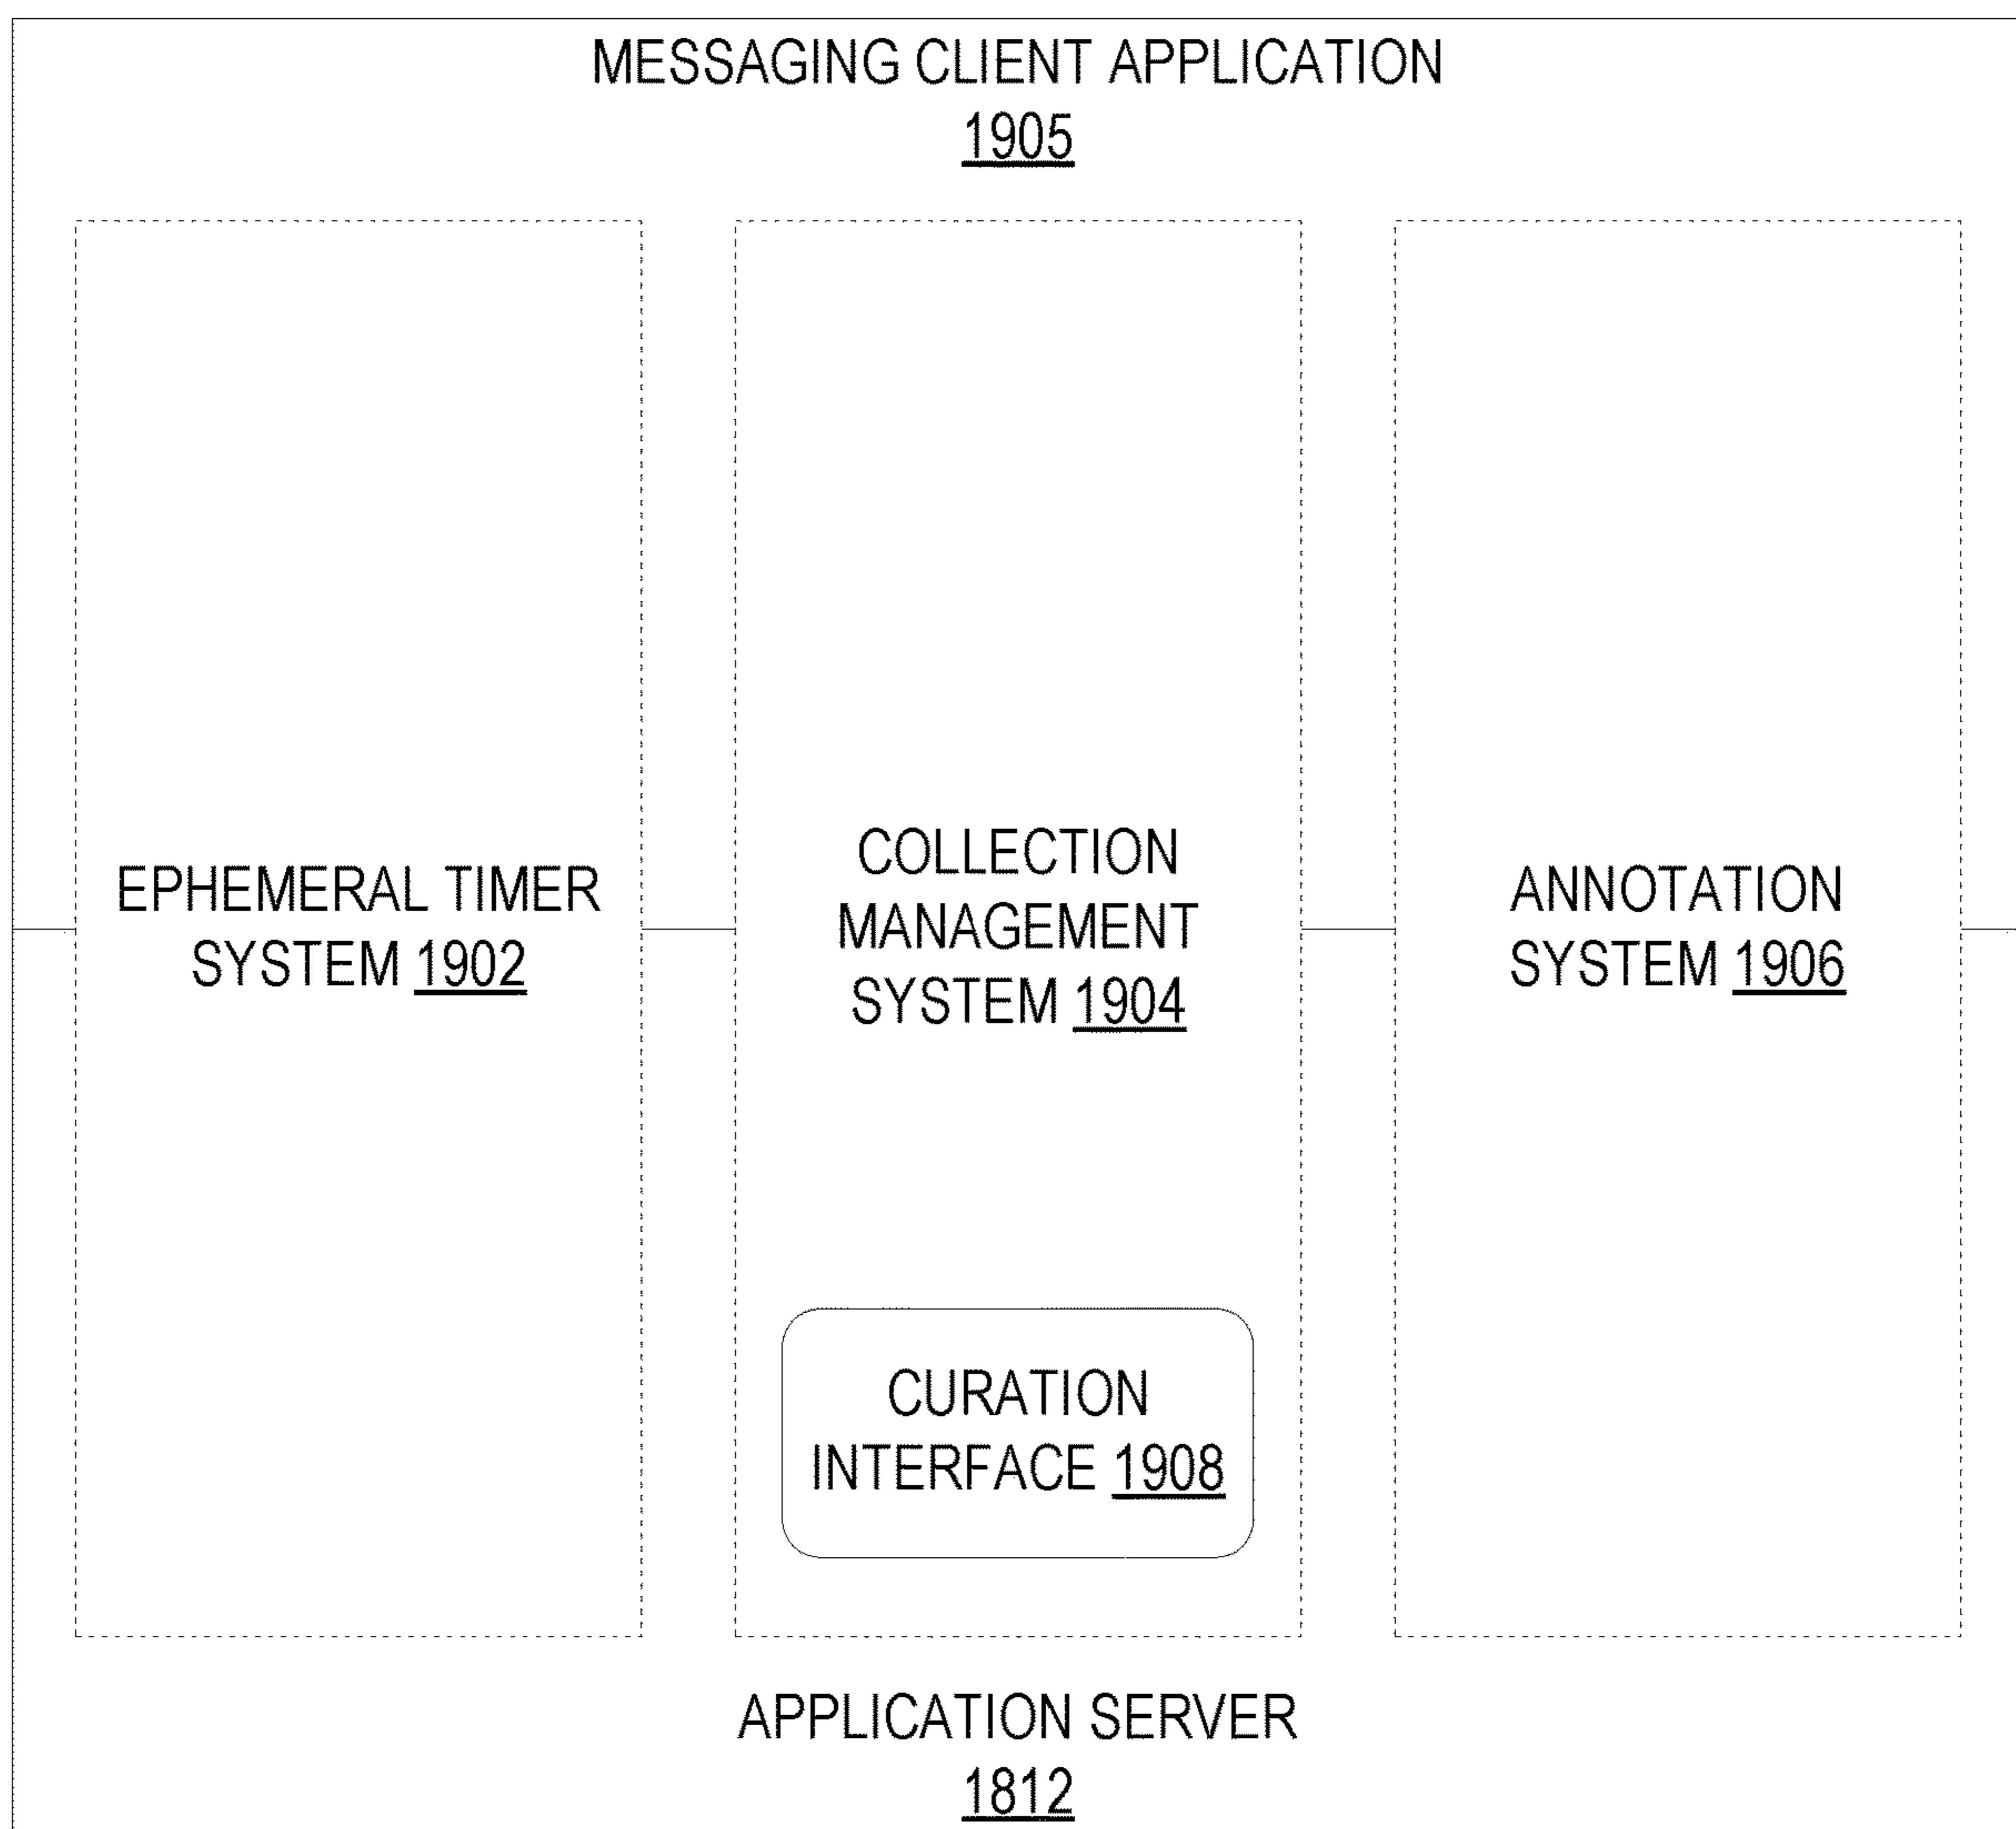 MESSAGING CLIENT APPLICATION
1905
EPHEMERAL TIMER
SYSTEM 1902
COLLECTION
MANAGEMENT
SYSTEM 1904
ANNOTATION
SYSTEM 1906
CURATION
INTERFACE 1908
APPLICATION SERVER
1812